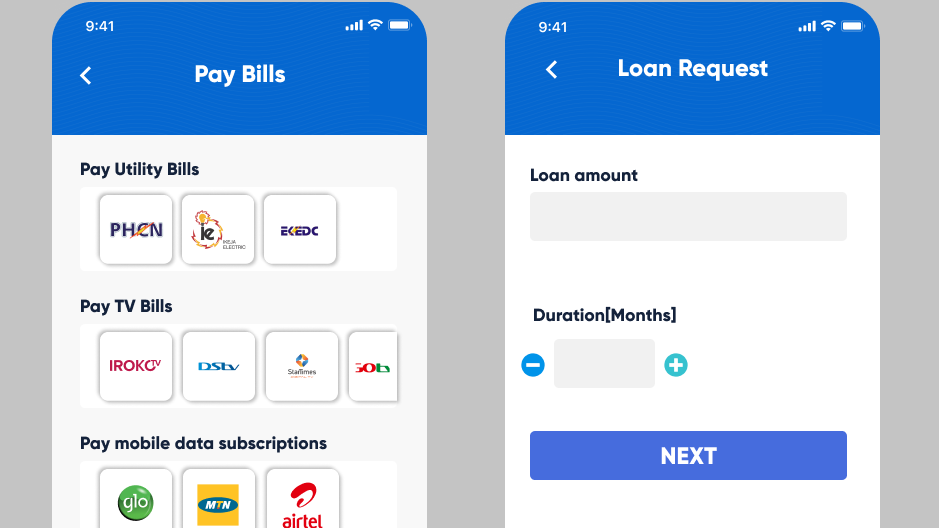 9:41
Pay Bills
Pay Utility Bills
PHCN
ie
IKEJA
ELECTRIC
EKEDC
Pay TV Bills
IROKOTV
DStv
StarTimes
Pay mobile data subscriptions
glo
MTN
airtel
9:41
Loan Request
Loan amount
Duration[Months]
NEXT